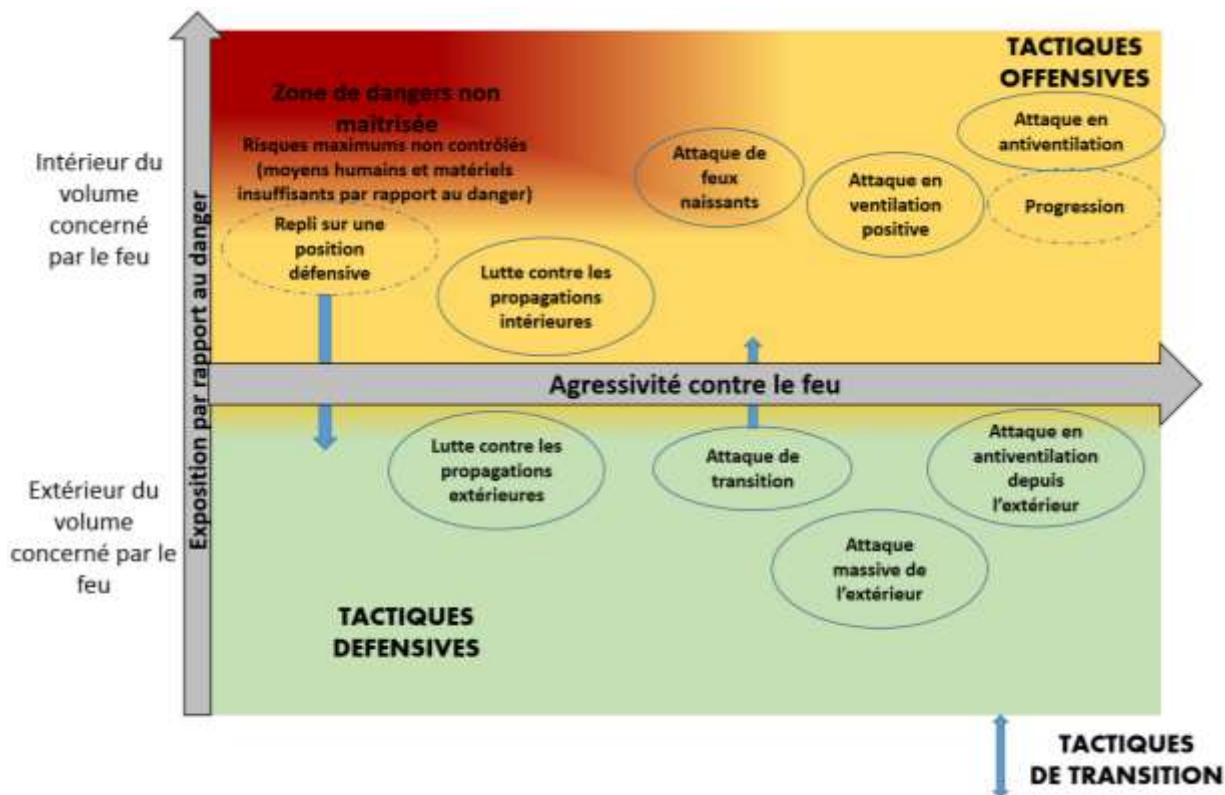 TACTIQUES
OFFENSIVES
Zone de dangers non
maîtrisée
Risques maximums non contrôlés
(moyens humains et matériels
insuffisants par rapport au danger)
Repli sur une
position
défensive
Lutte contre les
propagations
intérieures
Attaque de
feux
naissants
Attaque en
ventilation
positive
Attaque en
antiventilation
Progression
Intérieur du
volume
concerné
par le feu
Exposition par rapport au danger
Agressivité contre le feu
Extérieur du
volume
concerné par le
feu
Lutte contre les
propagations
extérieures
Attaque de
transition
Attaque en
antiventilation
depuis
l'extérieur
Attaque
massive de
l'extérieur
TACTIQUES
DEFENSIVES
TACTIQUES
DE TRANSITION